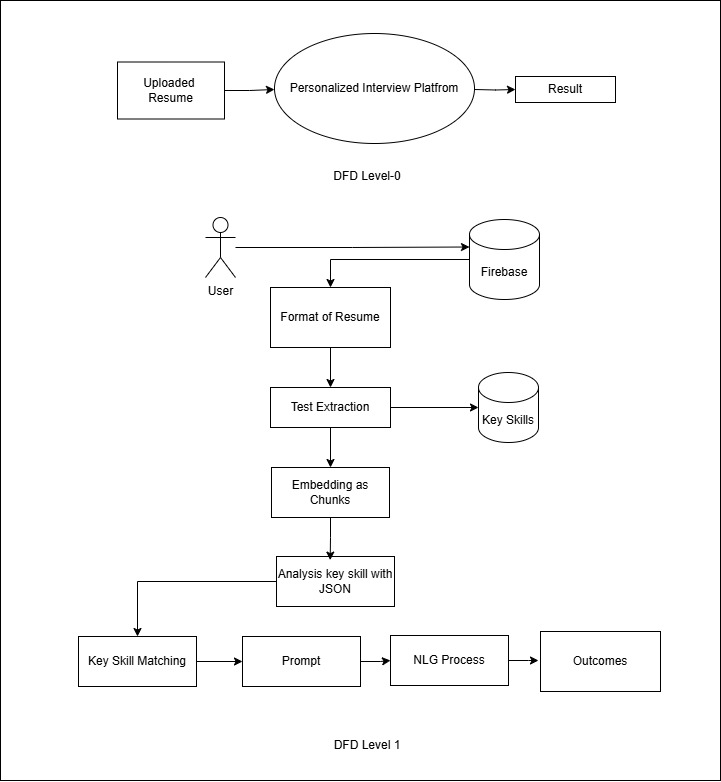 Uploaded
Resume
Personalized Interview Platfrom
Result
DFD Level-0
User
Firebase
Format of Resume
Test Extraction
Key Skills
Embedding as
Chunks
Analysis key skill with
JSON
Key Skill Matching
Prompt
NLG Process
Outcomes
DFD Level 1